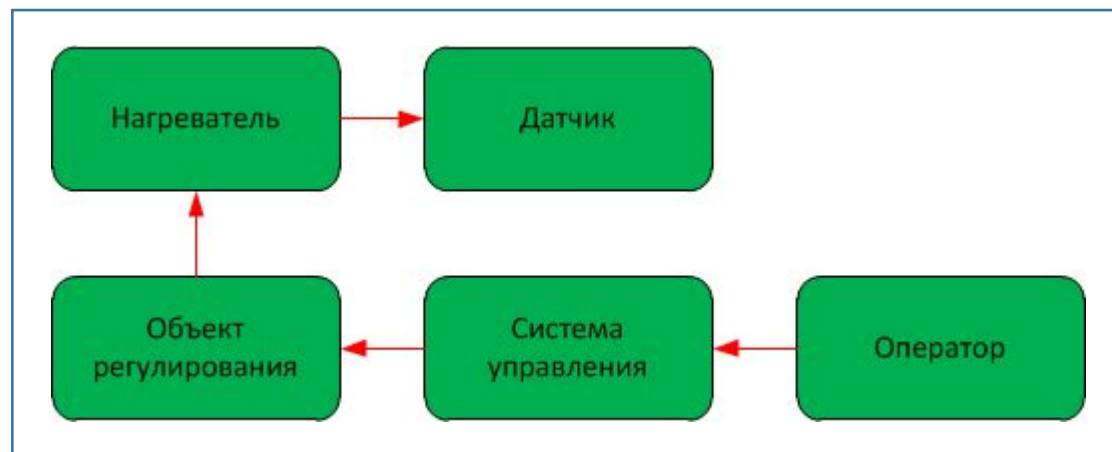 Нагреватель
Датчик
Объект
регулирования
Система
управления
Оператор